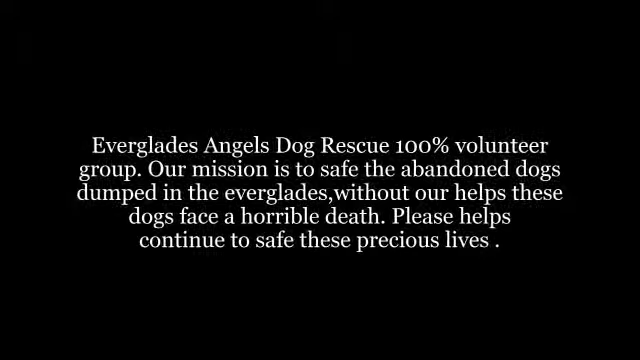 Everglades Angels Dog Rescue 100% volunteer
group. Our mission is to safe the abandoned dogs
dumped in the everglades,without our helps these
dogs face a horrible death. Please helps
continue to safe these precious lives .